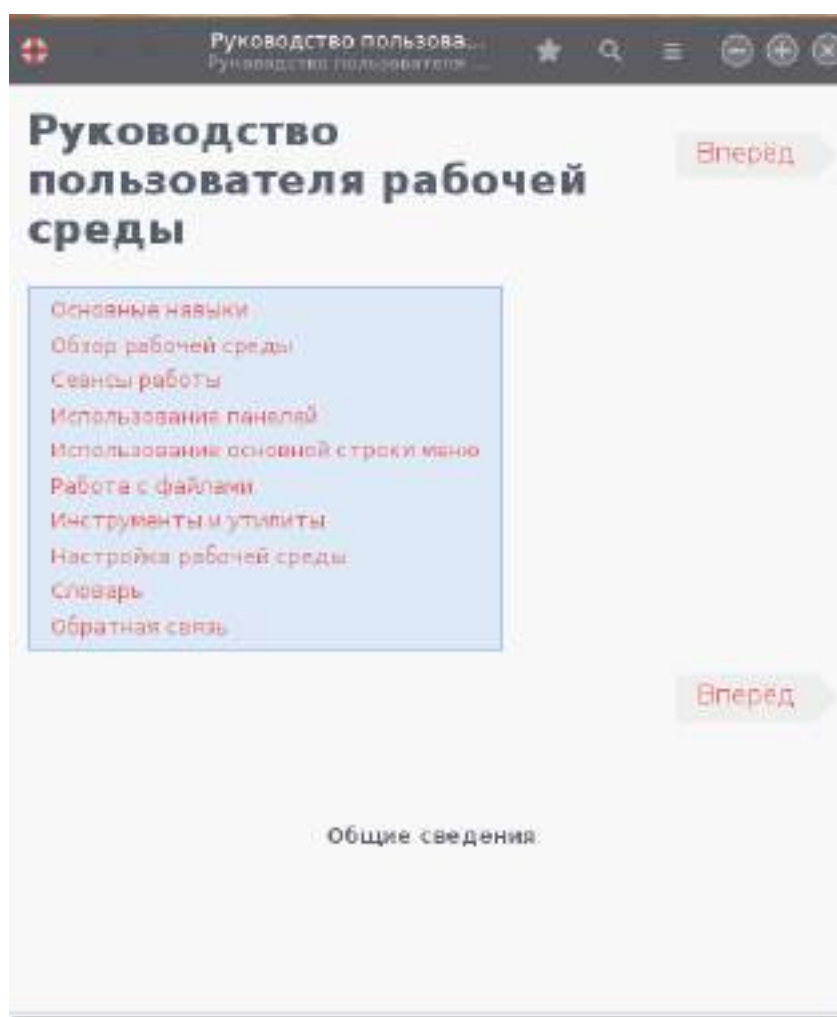 Руководство пользова...
Руководство пользователя ...
Руководство
пользователя рабочей
среды
Вперёд
Основные навыки
Обзор рабочей среды
Сеансы работы
Использование панелей
Использование основной строки меню
Работа с файлами
Инструменты и утилиты
Настройка рабочей среды
Словарь
Обратная связь
Вперёд
Общие сведения